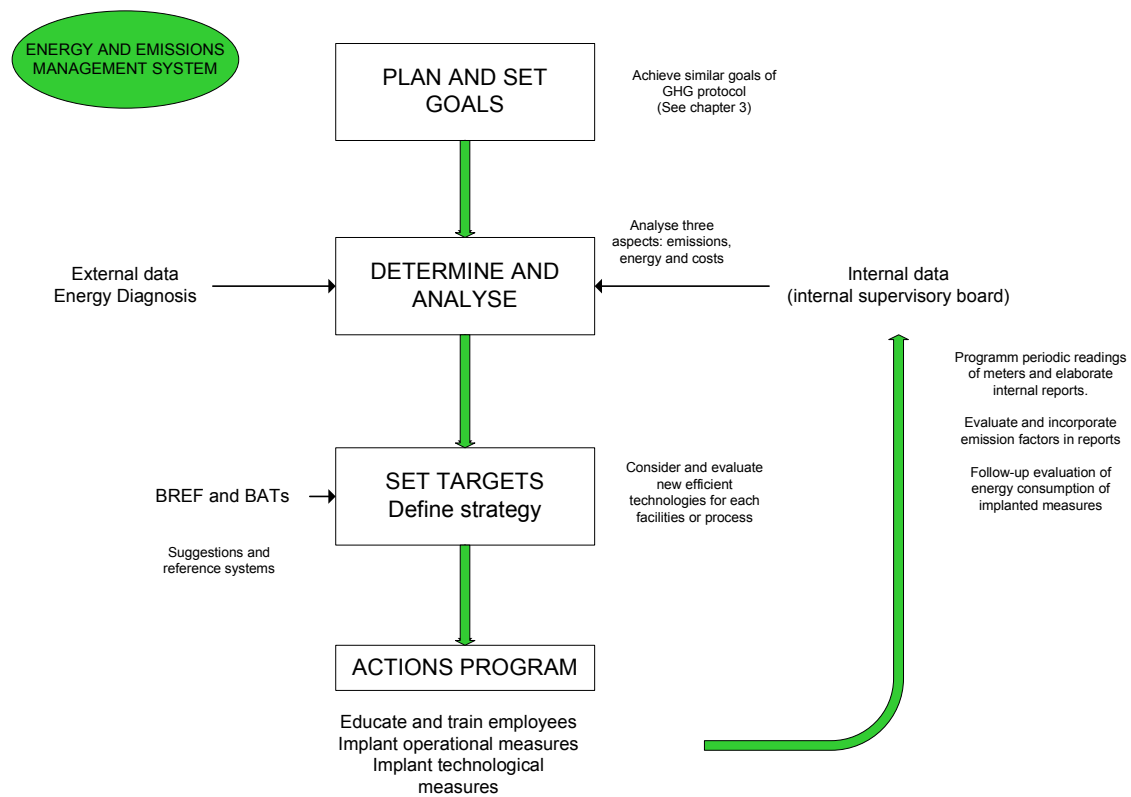 ENERGY AND EMISSIONS
MANAGEMENT SYSTEM
PLAN AND SET
GOALS
Achieve similar goals of
GHG protocol
(See chapter 3)
External data
Energy Diagnosis
DETERMINE AND
ANALYSE
Analyse three
aspects: emissions,
energy and costs
Internal data
(internal supervisory board)
Programm periodic readings
of meters and elaborate
internal reports.
Evaluate and incorporate
emission factors in reports
Follow-up evaluation of
energy consumption of
implanted measures
BREF and BATs
Suggestions and
reference systems
SET TARGETS
Define strategy
Consider and evaluate
new efficient
technologies for each
facilities or process
ACTIONS PROGRAM
Educate and train employees
Implant operational measures
Implant technological
measures